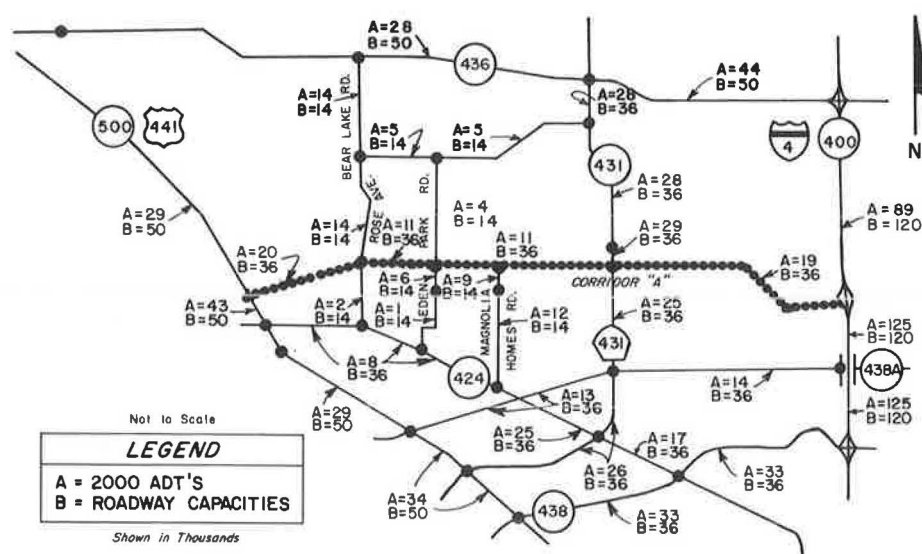 A=28
B=50
436
A=44
B=50
A=14
B=14
BEAR LAKE RD.
A=28
B=36
500
441
A=5
B=14
A=5
B=14
4
400
N
RD.
431
A=29
B=50
A=14
B=14
ROSE AVE.
A=11
B=36
PARK
A=4
B=14
A=11
B=36
A=28
B=36
A=29
B=36
A=89
B=120
A=20
B=36
A=6
B=14
A=9
B=14
CORRIDOR "A"
A=19
B=36
A=43
B=50
A=2
B=14
A=1
B=14
EDEN
MAGNOLIA
HOMES RD.
A=12
B=14
A=25
B=36
431
A=125
B=120
A=8
B=36
424
A=13
B=36
A=14
B=36
438A
A=125
B=120
A=29
B=50
A=25
B=36
A=17
B=36
A=26
B=36
A=33
B=36
A=34
B=50
438
A=33
B=36
Not to Scale
LEGEND
A = 2000 ADT'S
B = ROADWAY CAPACITIES
Shown in Thousands